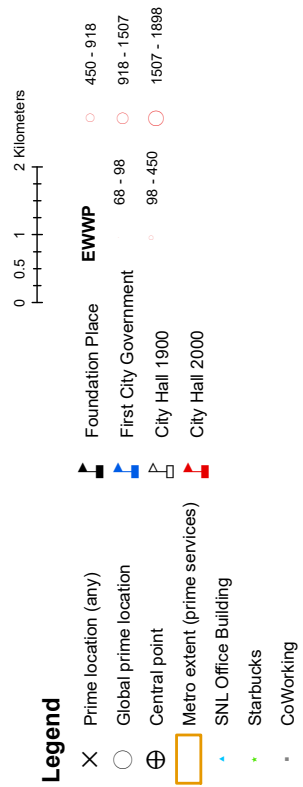 Legend
Prime location (any)
Global prime location
Central point
Metro extent (prime services)
SNL Office Building
Starbucks
CoWorking
Foundation Place
First City Government
City Hall 1900
City Hall 2000
0 0.5 1 2 Kilometers
EWWP
68 - 98
98 - 450
450 - 918
918 - 1507
1507 - 1898